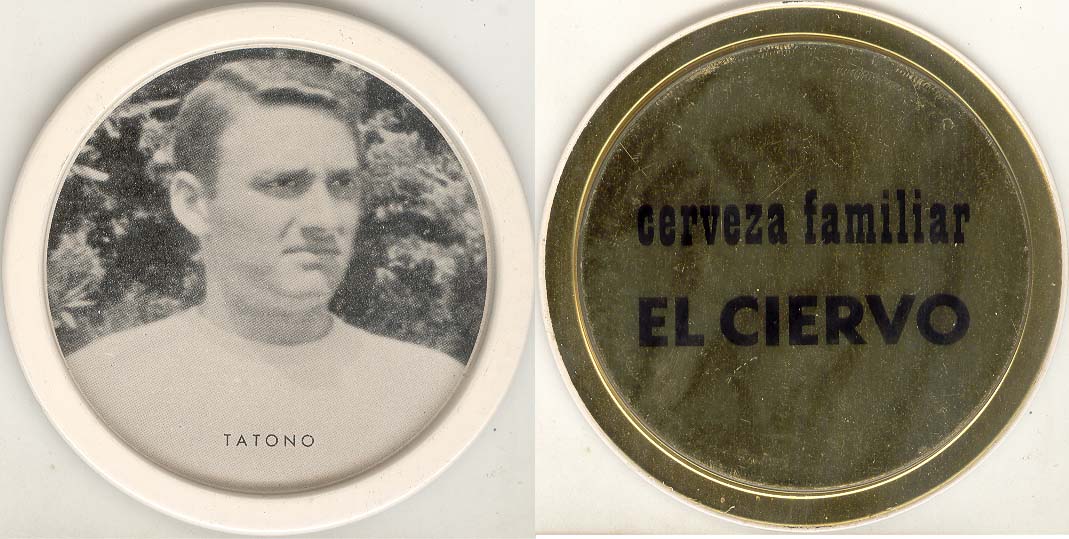 TATONO
cerveza familiar
EL CIERVO